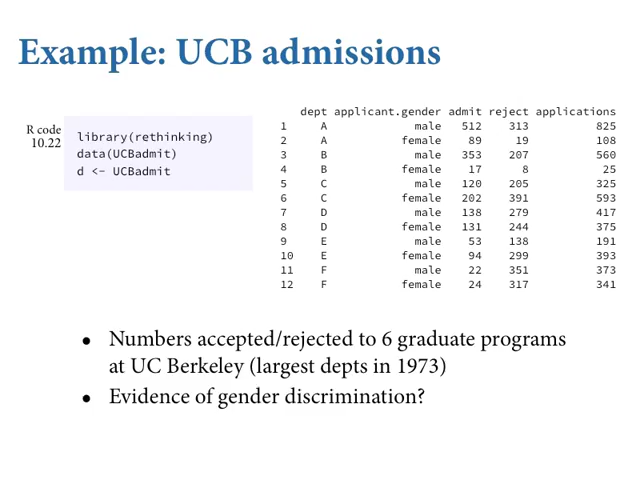 Example: UCB admissions
R code
10.22
library(rethinking)
data(UCBadmit)
d <- UCBadmit
dept applicant.gender admit reject applications
1 A male 512 313 825
2 A female 89 19 108
3 B male 353 207 560
4 B female 17 8 25
5 C male 120 205 325
6 C female 202 391 593
7 D male 138 279 417
8 D female 131 244 375
9 E male 53 138 191
10 E female 94 299 393
11 F male 22 351 373
12 F female 24 317 341
• Numbers accepted/rejected to 6 graduate programs
at UC Berkeley (largest depts in 1973)
• Evidence of gender discrimination?